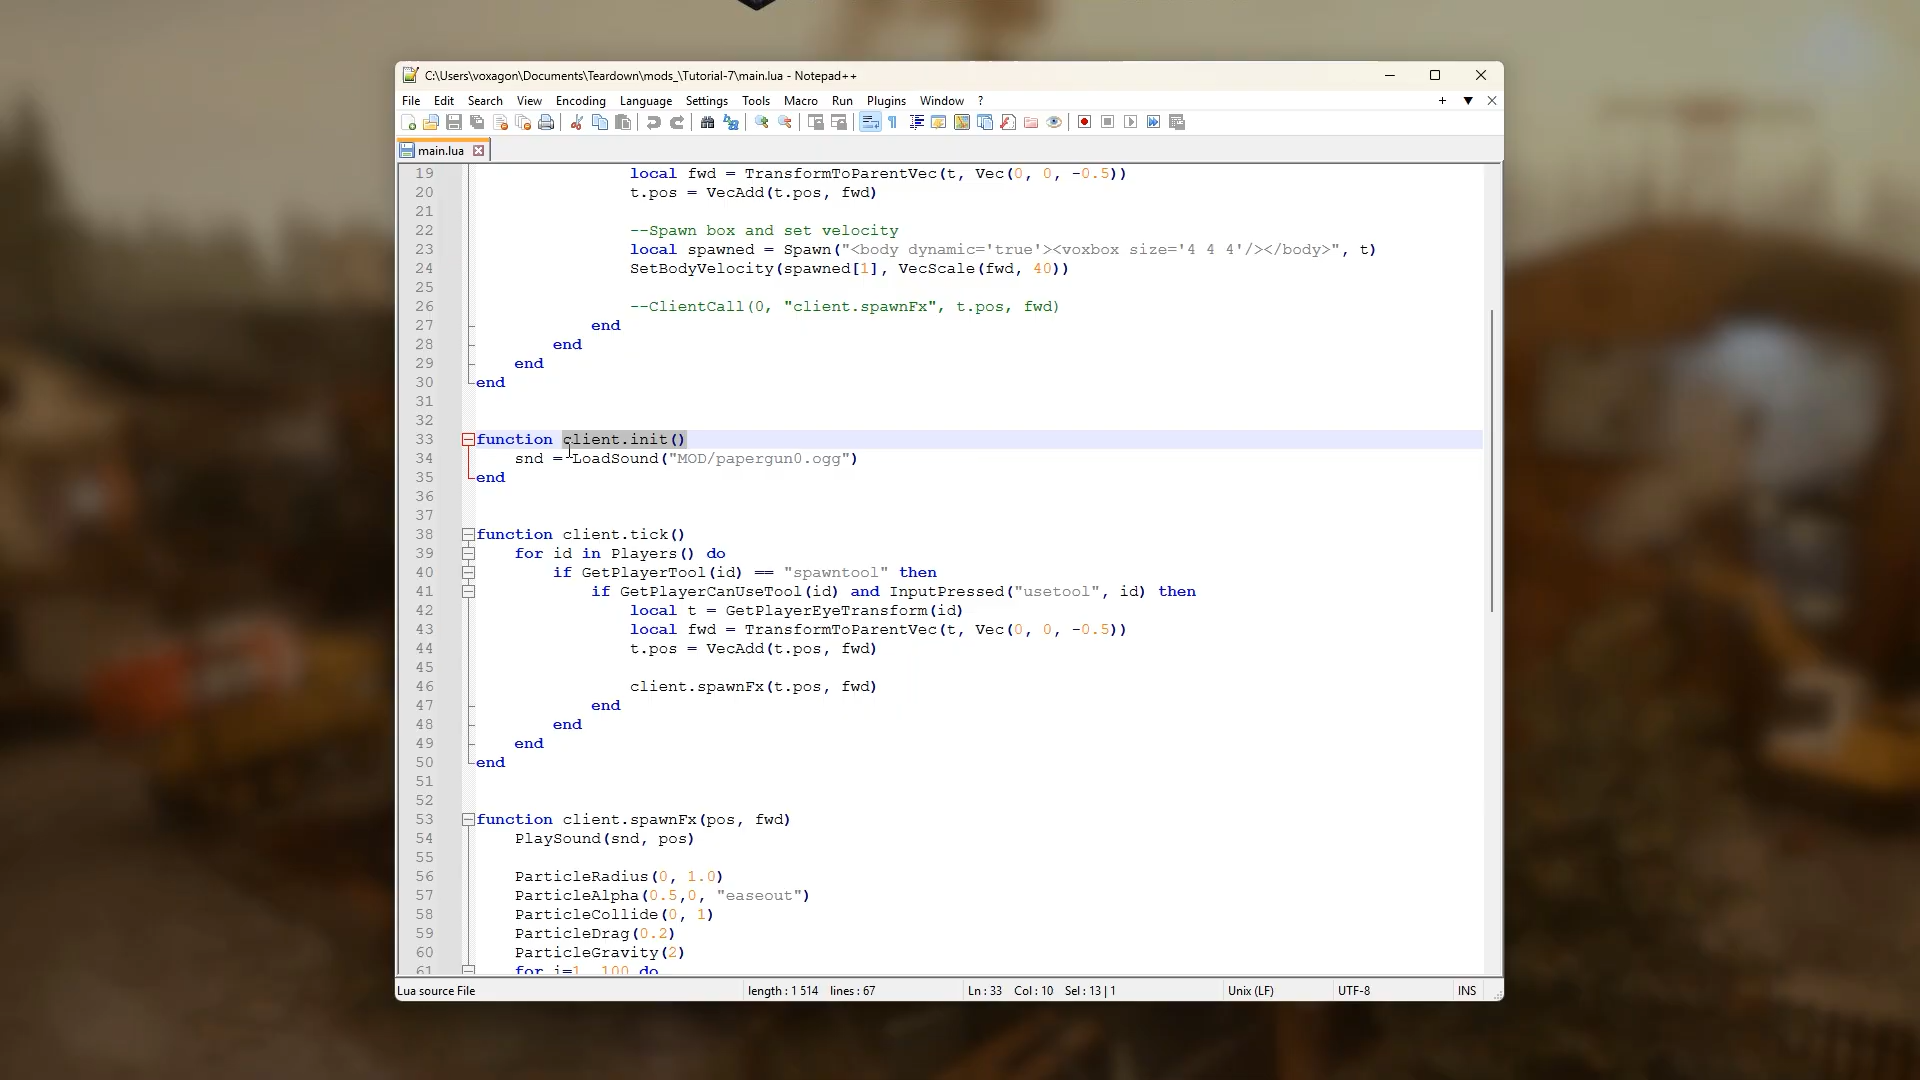 C:\Users\voxagon\Documents\Teardown\mods_\Tutorial-7\main.lua - Notepad++
File Edit Search View Encoding Language Settings Tools Macro Run Plugins Window ?
main.lua
19 local fwd = TransformToParentVec(t, Vec(0, 0, -0.5))
20 t.pos = VecAdd(t.pos, fwd)
21
22 --Spawn box and set velocity
23 local spawned = Spawn("<body dynamic='true'><voxbox size='4 4 4'/></body>", t)
24 SetBodyVelocity(spawned[1], VecScale(fwd, 40))
25
26 --ClientCall(0, "client.spawnFx", t.pos, fwd)
27 end
28 end
29 end
30 end
31
32
33 function client.init()
34 snd = LoadSound("MOD/papergun0.ogg")
35 end
36
37
38 function client.tick()
39 for id in Players() do
40 if GetPlayerTool(id) == "spawntool" then
41 if GetPlayerCanUseTool(id) and InputPressed("usetool", id) then
42 local t = GetPlayerEyeTransform(id)
43 local fwd = TransformToParentVec(t, Vec(0, 0, -0.5))
44 t.pos = VecAdd(t.pos, fwd)
45
46 client.spawnFx(t.pos, fwd)
47 end
48 end
49 end
50 end
51
52
53 function client.spawnFx(pos, fwd)
54 PlaySound(snd, pos)
55
56 ParticleRadius(0, 1.0)
57 ParticleAlpha(0.5,0, "easeout")
58 ParticleCollide(0, 1)
59 ParticleDrag(0.2)
60 ParticleGravity(2)
61 for i=1, 100 do
Lua source File length : 1 514 lines : 67 Ln : 33 Col : 10 Sel : 13 | 1 Unix (LF) UTF-8 INS